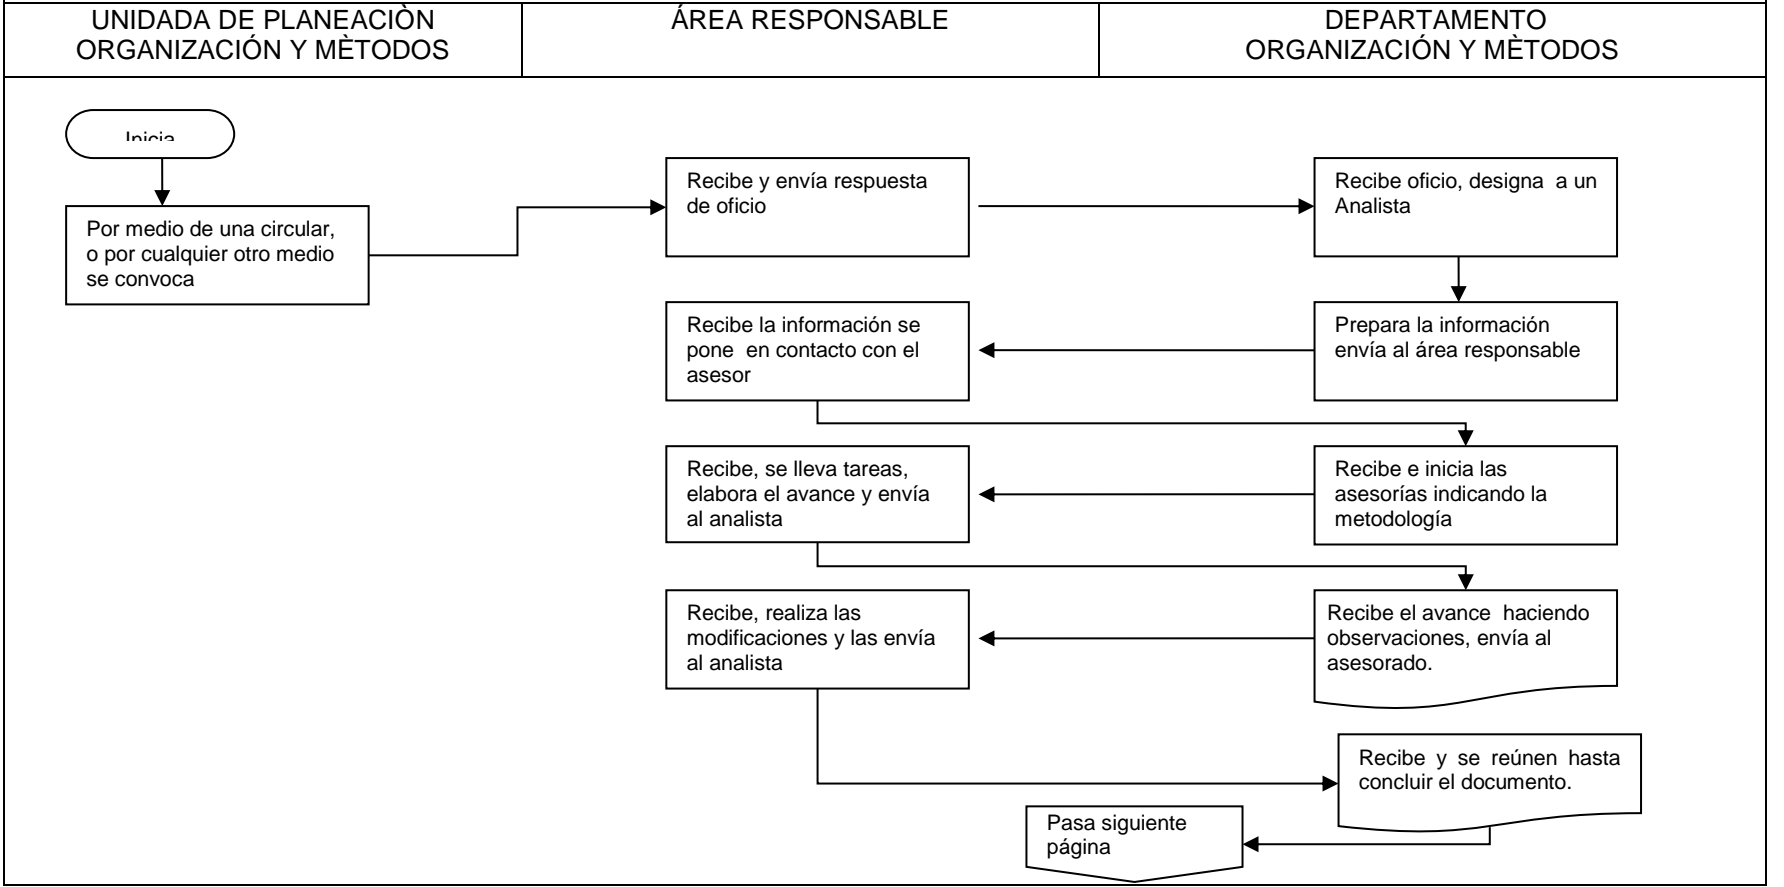 UNIDADA DE PLANEACIÒN
ORGANIZACIÓN Y MÈTODOS
ÁREA RESPONSABLE
DEPARTAMENTO
ORGANIZACIÓN Y MÈTODOS
Inicia
Por medio de una circular,
o por cualquier otro medio
se convoca
Recibe y envía respuesta
de oficio
Recibe oficio, designa a un
Analista
Recibe la información se
pone en contacto con el
asesor
Prepara la información
envía al área responsable
Recibe, se lleva tareas,
elabora el avance y envía
al analista
Recibe e inicia las
asesorías indicando la
metodología
Recibe, realiza las
modificaciones y las envía
al analista
Recibe el avance haciendo
observaciones, envía al
asesorado.
Recibe y se reúnen hasta
concluir el documento.
Pasa siguiente
página